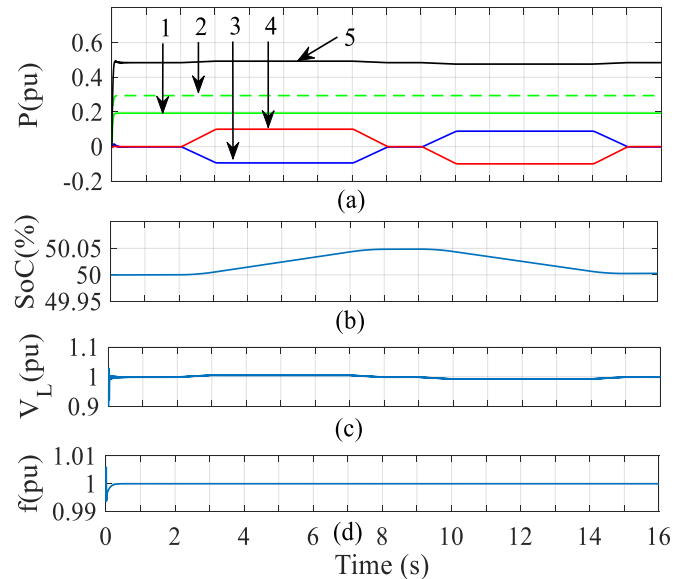 1 2 3 4 5
P(pu)
0.6
0.4
0.2
0
-0.2
(a)
SoC(%)
50.05
50
49.95
(b)
V_L(pu)
1.1
1
0.9
(c)
f(pu)
1.01
1
0.99
0 2 4 6 (d) 8 10 12 14 16
Time (s)